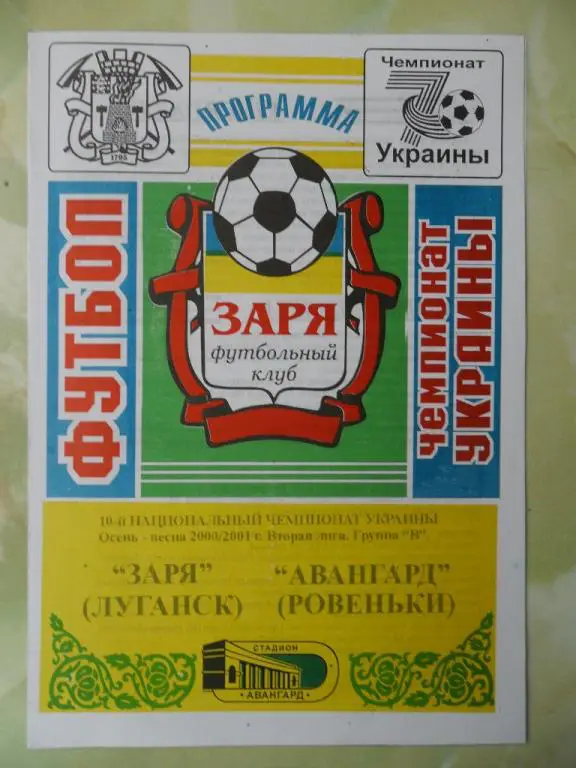 1795
ПРОГРАММА
Чемпионат
Украины
ФУТБОЛ
ЗАРЯ
футбольный
клуб
чемпионат
УКРАИНЫ
10-й НАЦИОНАЛЬНЫЙ ЧЕМПИОНАТ УКРАИНЫ
Осень - весна 2000/2001 г. Вторая лига. Группа "В"
"ЗАРЯ" "АВАНГАРД"
(ЛУГАНСК) (РОВЕНЬКИ)
СТАДИОН
·АВАНГАРД·